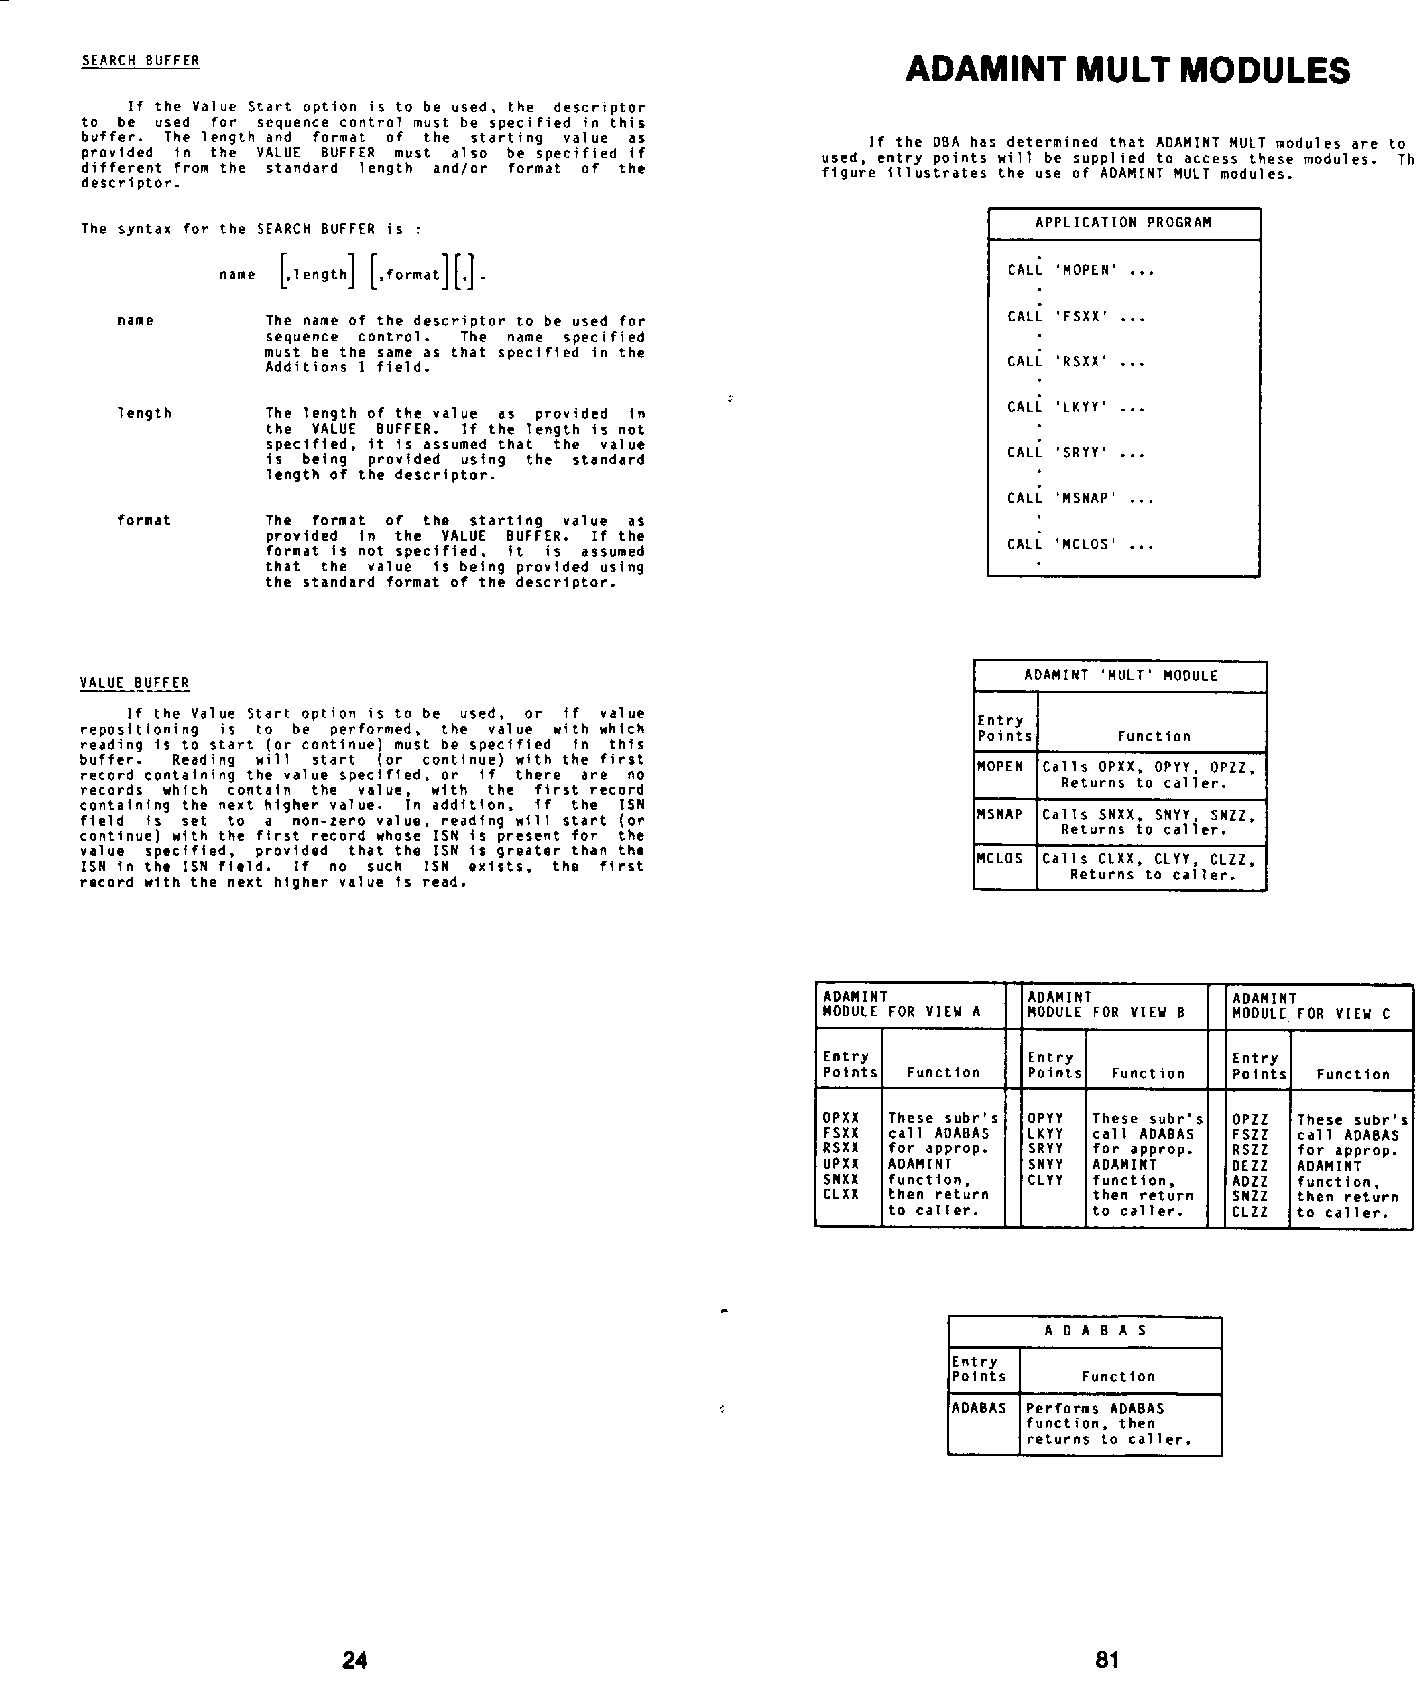 SEARCH BUFFER
If the Value Start option is to be used, the descriptor
to be used for sequence control must be specified in this
buffer. The length and format of the starting value as
provided in the VALUE BUFFER must also be specified if
different from the standard length and/or format of the
descriptor.
The syntax for the SEARCH BUFFER is :
name [,length] [,format][,].
name The name of the descriptor to be used for
sequence control. The name specified
must be the same as that specified in the
Additions 1 field.
length The length of the value as provided in
the VALUE BUFFER. If the length is not
specified, it is assumed that the value
is being provided using the standard
length of the descriptor.
format The format of the starting value as
provided in the VALUE BUFFER. If the
format is not specified, it is assumed
that the value is being provided using
the standard format of the descriptor.
VALUE BUFFER
If the Value Start option is to be used, or if value
repositioning is to be performed, the value with which
reading is to start (or continue) must be specified in this
buffer. Reading will start (or continue) with the first
record containing the value specified, or if there are no
records which contain the value, with the first record
containing the next higher value. In addition, if the ISN
field is set to a non-zero value, reading will start (or
continue) with the first record whose ISN is present for the
value specified, provided that the ISN is greater than the
ISN in the ISN field. If no such ISN exists, the first
record with the next higher value is read.
24
ADAMINT MULT MODULES
If the DBA has determined that ADAMINT MULT modules are to
used, entry points will be supplied to access these modules. Th
figure illustrates the use of ADAMINT MULT modules.
APPLICATION PROGRAM
.
CALL 'MOPEN' ...
.
.
CALL 'FSXX' ...
.
.
CALL 'RSXX' ...
.
.
CALL 'LKYY' ...
.
.
CALL 'SRYY' ...
.
.
CALL 'MSNAP' ...
.
.
CALL 'MCLOS' ...
.
ADAMINT 'MULT' MODULE
Entry
Points Function
MOPEN Calls OPXX, OPYY, OPZZ,
Returns to caller.
MSNAP Calls SNXX, SNYY, SNZZ,
Returns to caller.
MCLOS Calls CLXX, CLYY, CLZZ,
Returns to caller.
ADAMINT ADAMINT ADAMINT
MODULE FOR VIEW A MODULE FOR VIEW B MODULE FOR VIEW C
Entry Entry Entry
Points Function Points Function Points Function
OPXX These subr's OPYY These subr's OPZZ These subr's
FSXX call ADABAS LKYY call ADABAS FSZZ call ADABAS
RSXX for approp. SRYY for approp. RSZZ for approp.
UPXX ADAMINT SNYY ADAMINT DEZZ ADAMINT
SNXX function, CLYY function, ADZZ function,
CLXX then return then return SNZZ then return
to caller. to caller. CLZZ to caller.
A D A B A S
Entry
Points Function
ADABAS Performs ADABAS
function, then
returns to caller.
81